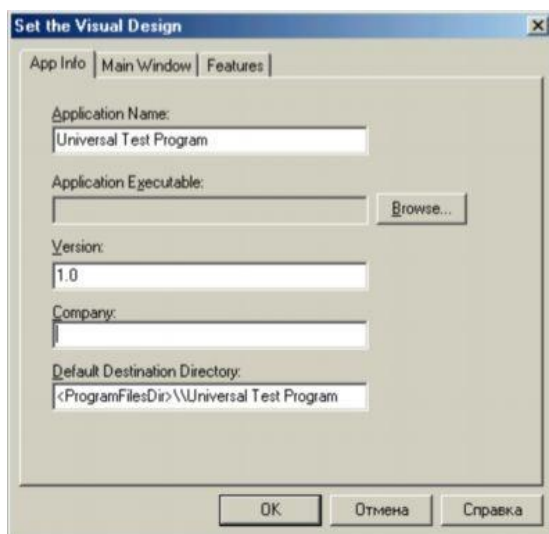 Set the Visual Design
App Info Main Window Features
Application Name:
Universal Test Program
Application Executable:
Browse...
Version:
1.0
Company:
Default Destination Directory:
<ProgramFilesDir>\\Universal Test Program
OK Отмена Справка